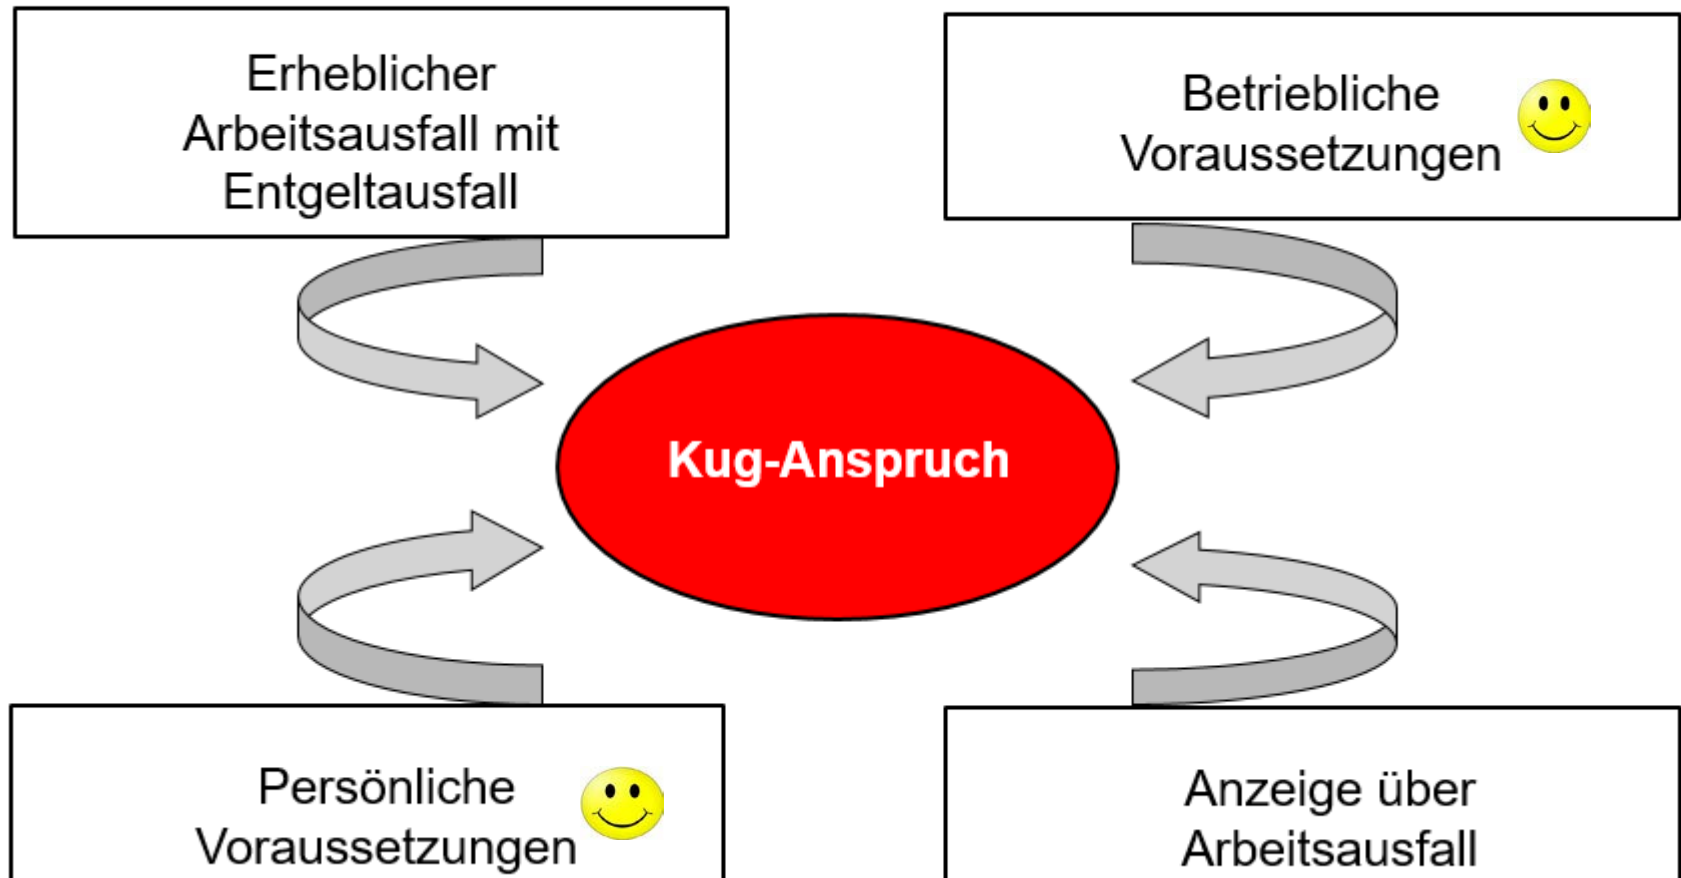 Erheblicher
Arbeitsausfall mit
Entgeltausfall
Betriebliche
Voraussetzungen
Kug-Anspruch
Persönliche
Voraussetzungen
Anzeige über
Arbeitsausfall